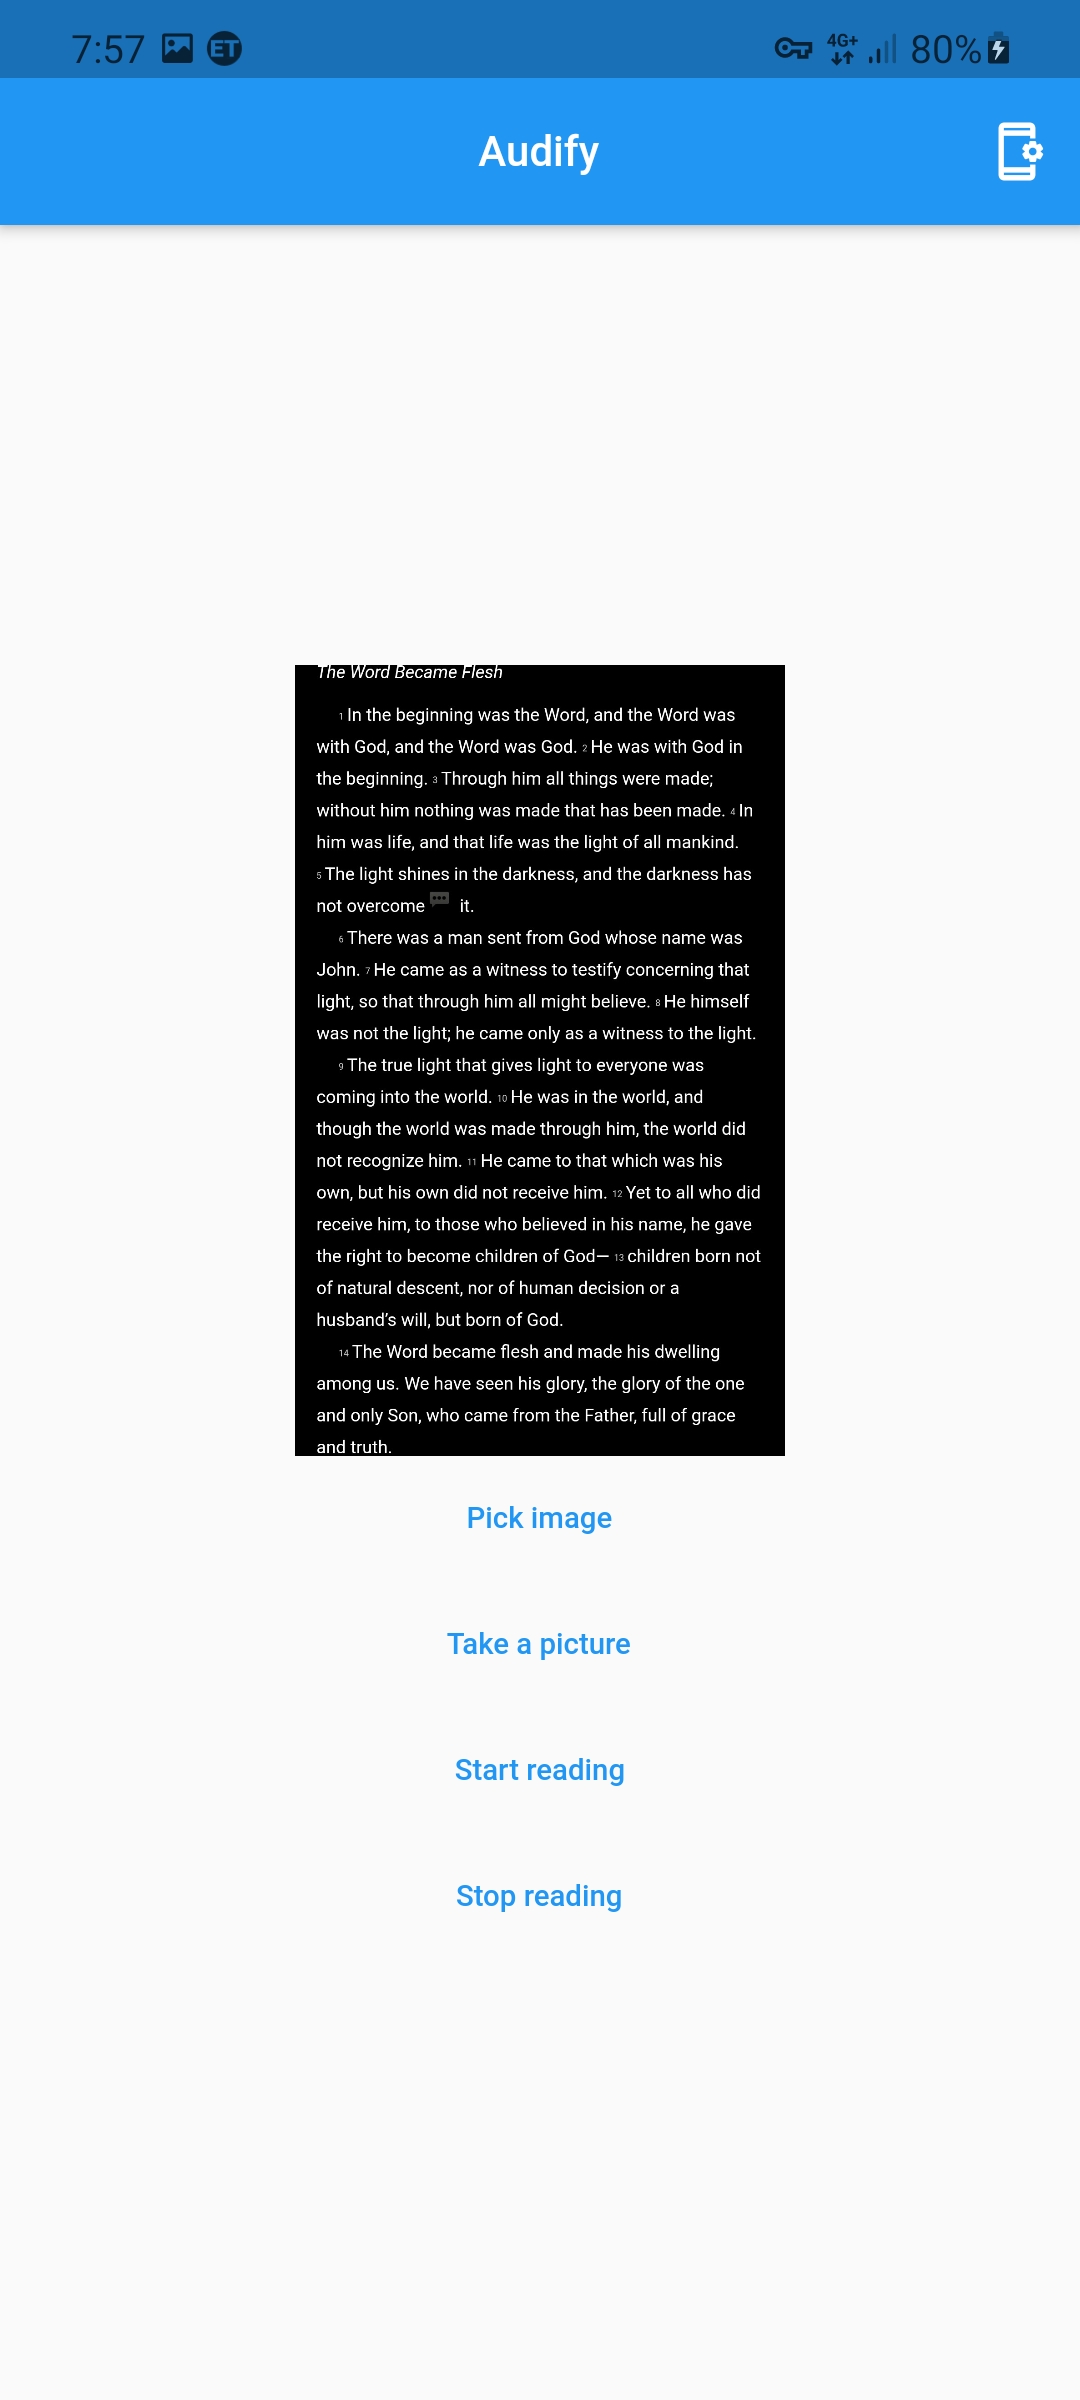 7:57 ET 4G+ 80%
Audify
The Word Became Flesh
1 In the beginning was the Word, and the Word was
with God, and the Word was God. 2 He was with God in
the beginning. 3 Through him all things were made;
without him nothing was made that has been made. 4 In
him was life, and that life was the light of all mankind.
5 The light shines in the darkness, and the darkness has
not overcome it.
6 There was a man sent from God whose name was
John. 7 He came as a witness to testify concerning that
light, so that through him all might believe. 8 He himself
was not the light; he came only as a witness to the light.
9 The true light that gives light to everyone was
coming into the world. 10 He was in the world, and
though the world was made through him, the world did
not recognize him. 11 He came to that which was his
own, but his own did not receive him. 12 Yet to all who did
receive him, to those who believed in his name, he gave
the right to become children of God— 13 children born not
of natural descent, nor of human decision or a
husband’s will, but born of God.
14 The Word became flesh and made his dwelling
among us. We have seen his glory, the glory of the one
and only Son, who came from the Father, full of grace
and truth.
Pick image
Take a picture
Start reading
Stop reading